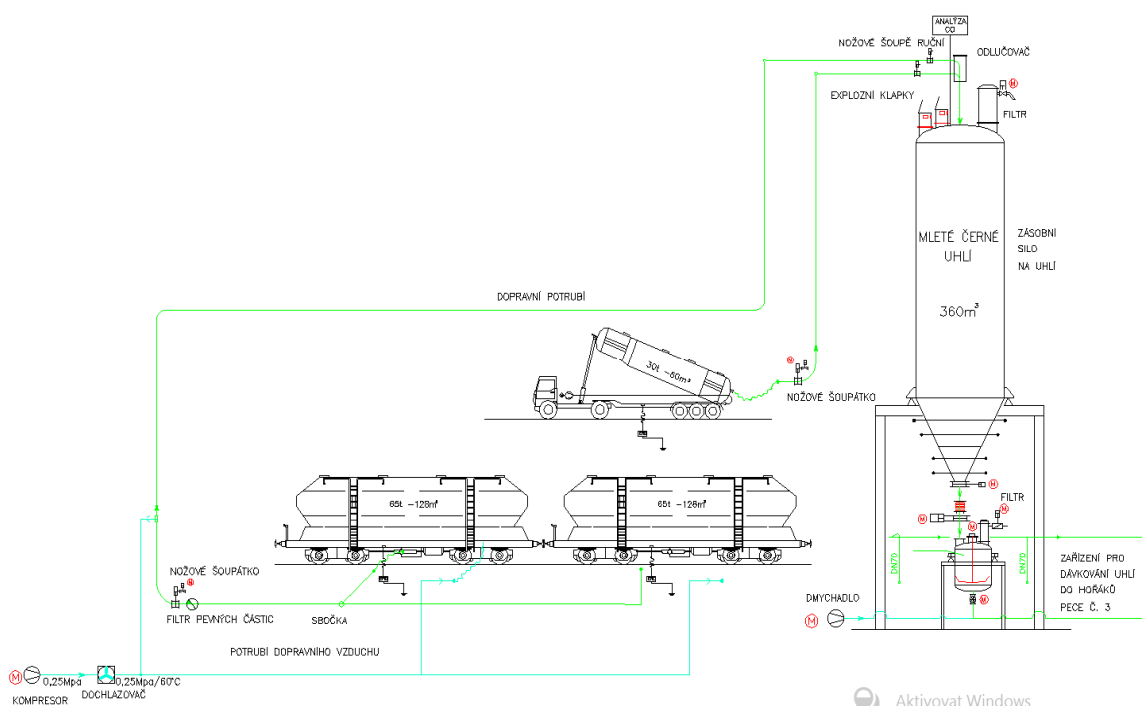 ANALÝZA
CO
NOŽOVÉ ŠOUPĚ RUČNÍ
ODLUČOVAČ
EXPLOZNÍ KLAPKY
M
FILTR
MLETÉ ČERNÉ
UHLÍ
360m³
ZÁSOBNÍ
SILO
NA UHLÍ
DOPRAVNÍ POTRUBÍ
30t -50m³
M
NOŽOVÉ ŠOUPÁTKO
65t -128m³
65t -128m³
M
FILTR
M
M
M
DN70
DN70
ZAŘÍZENÍ PRO
DÁVKOVÁNÍ UHLÍ
DO HOŘÁKŮ
PECE Č. 3
M
DMYCHADLO
M
NOŽOVÉ ŠOUPÁTKO
M
FILTR PEVNÝCH ČÁSTIC
SBOČKA
POTRUBÍ DOPRAVNÍHO VZDUCHU
M
0,25Mpa
0,25Mpa/60°C
KOMPRESOR
DOCHLAZOVAČ
Aktivovat Windows